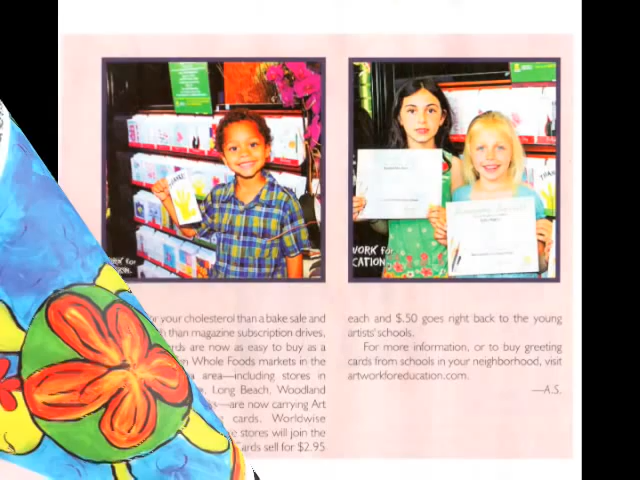 WORK for
CATION
THANK
or your cholesterol than a bake sale and
than magazine subscription drives,
are now as easy to buy as a
Whole Foods markets in the
area—including stores in
Long Beach, Woodland
—are now carrying Art
cards. Worldwise
stores will join the
Cards sell for $2.95
each and $.50 goes right back to the young
artists' schools.
For more information, or to buy greeting
cards from schools in your neighborhood, visit
artworkforeducation.com.
—A.S.